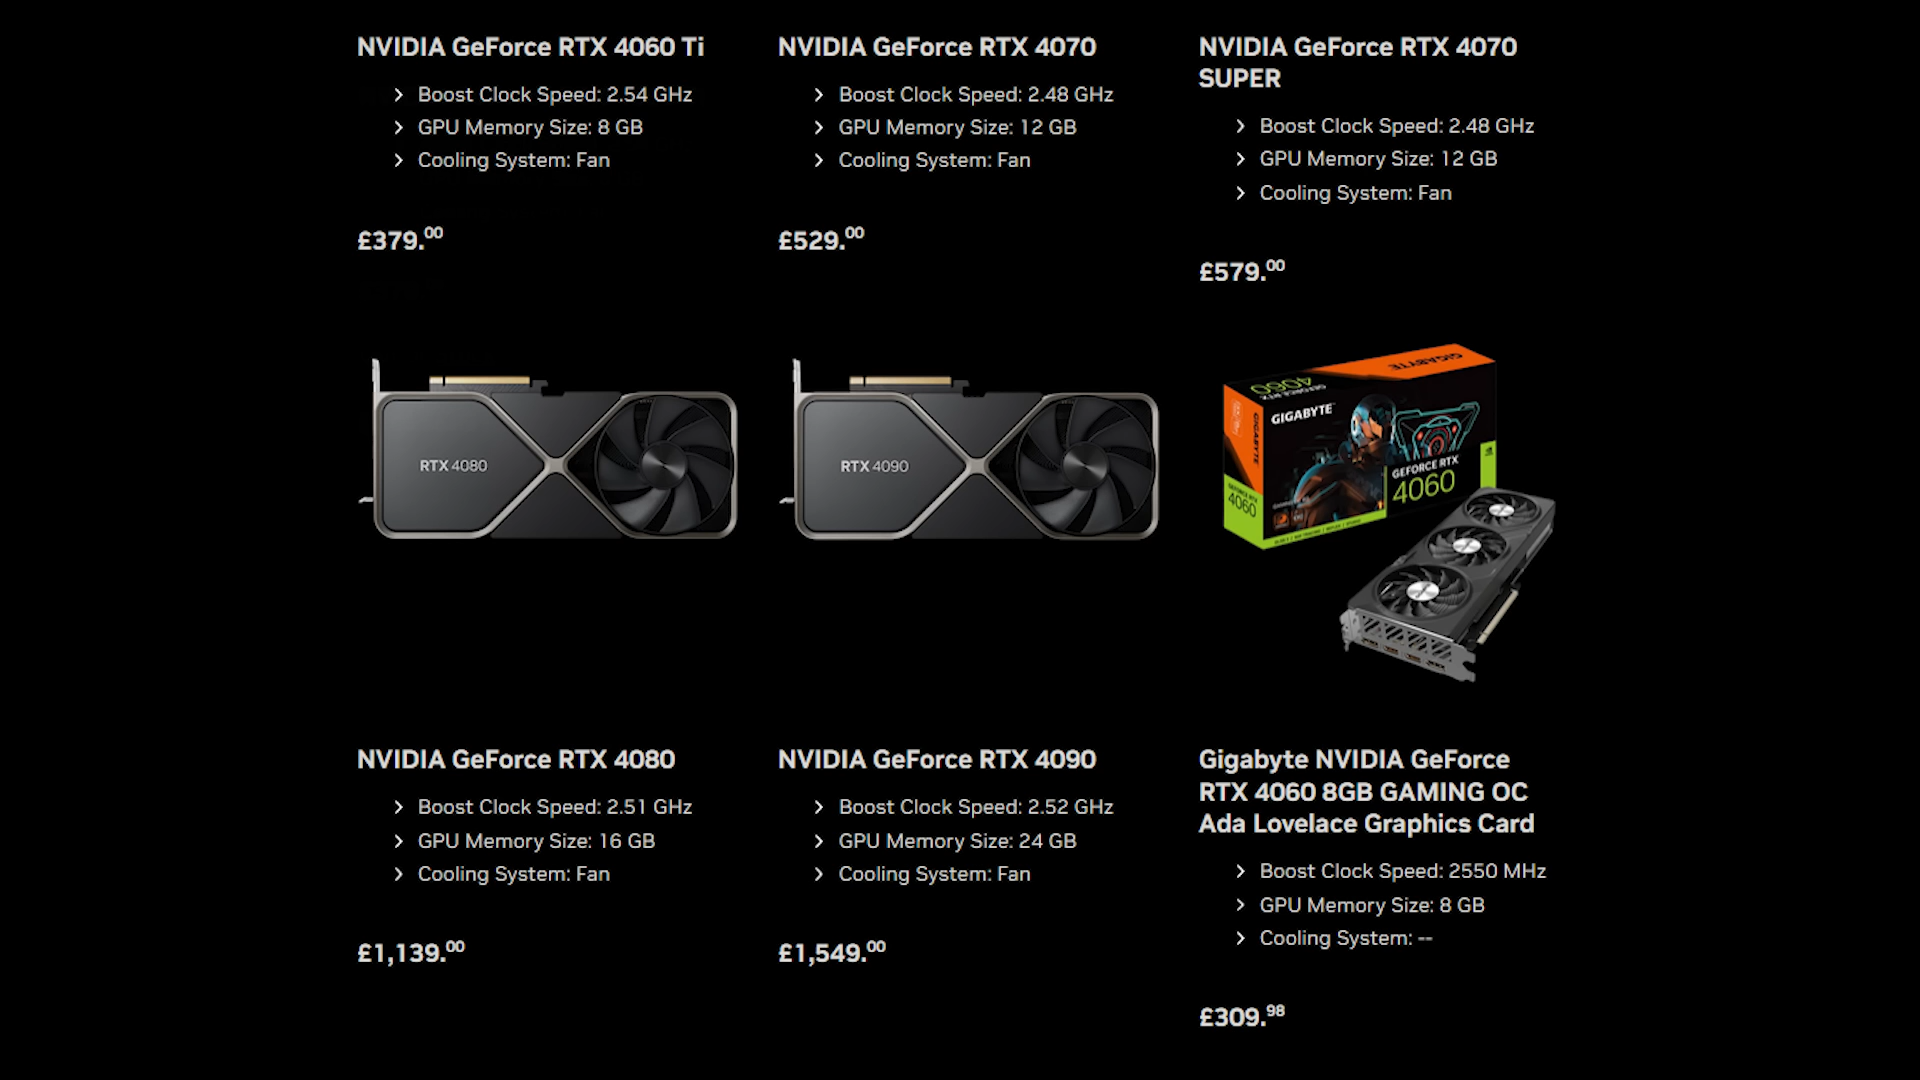 NVIDIA GeForce RTX 4060 Ti
Boost Clock Speed: 2.54 GHz
GPU Memory Size: 8 GB
Cooling System: Fan
£379.00
NVIDIA GeForce RTX 4070
Boost Clock Speed: 2.48 GHz
GPU Memory Size: 12 GB
Cooling System: Fan
£529.00
NVIDIA GeForce RTX 4070
SUPER
Boost Clock Speed: 2.48 GHz
GPU Memory Size: 12 GB
Cooling System: Fan
£579.00
RTX 4080
RTX 4090
GIGABYTE
4060
GEFORCE RTX
GIGABYTE
GIGABYTE
GEFORCE RTX
4060
4060
NVIDIA GeForce RTX 4080
Boost Clock Speed: 2.51 GHz
GPU Memory Size: 16 GB
Cooling System: Fan
£1,139.00
NVIDIA GeForce RTX 4090
Boost Clock Speed: 2.52 GHz
GPU Memory Size: 24 GB
Cooling System: Fan
£1,549.00
Gigabyte NVIDIA GeForce
RTX 4060 8GB GAMING OC
Ada Lovelace Graphics Card
Boost Clock Speed: 2550 MHz
GPU Memory Size: 8 GB
Cooling System: --
£309.98